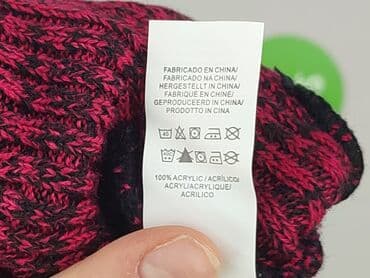 FABRICADO EN CHINA/
FABRICADO NA CHINA/
HERGESTELLT IN CHINA/
FABRIQUÉ EN CHINE/
GEPRODUCEERD IN CHINA/
PRODOTTO IN CINA
100% ACRYLIC / ACRÍLICO/
ACRYL/ACRYLIQUE/
ACRILICO